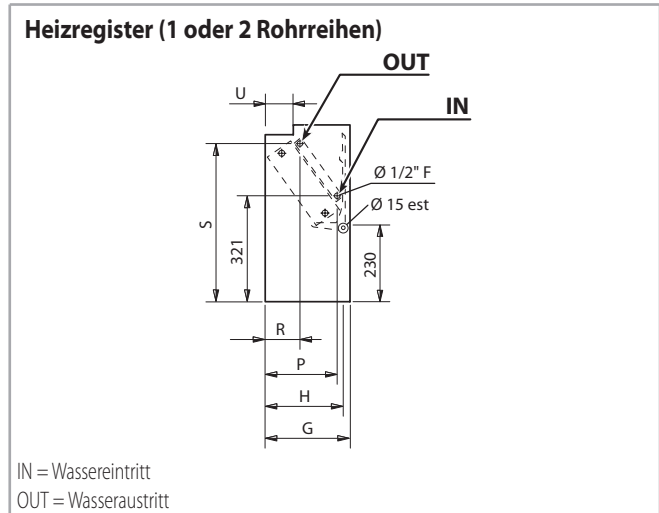 Heizregister (1 oder 2 Rohrreihen)
OUT
U
IN
Ø 1/2" F
Ø 15 est
S
321
230
R
P
H
G
IN = Wassereintritt
OUT = Wasseraustritt